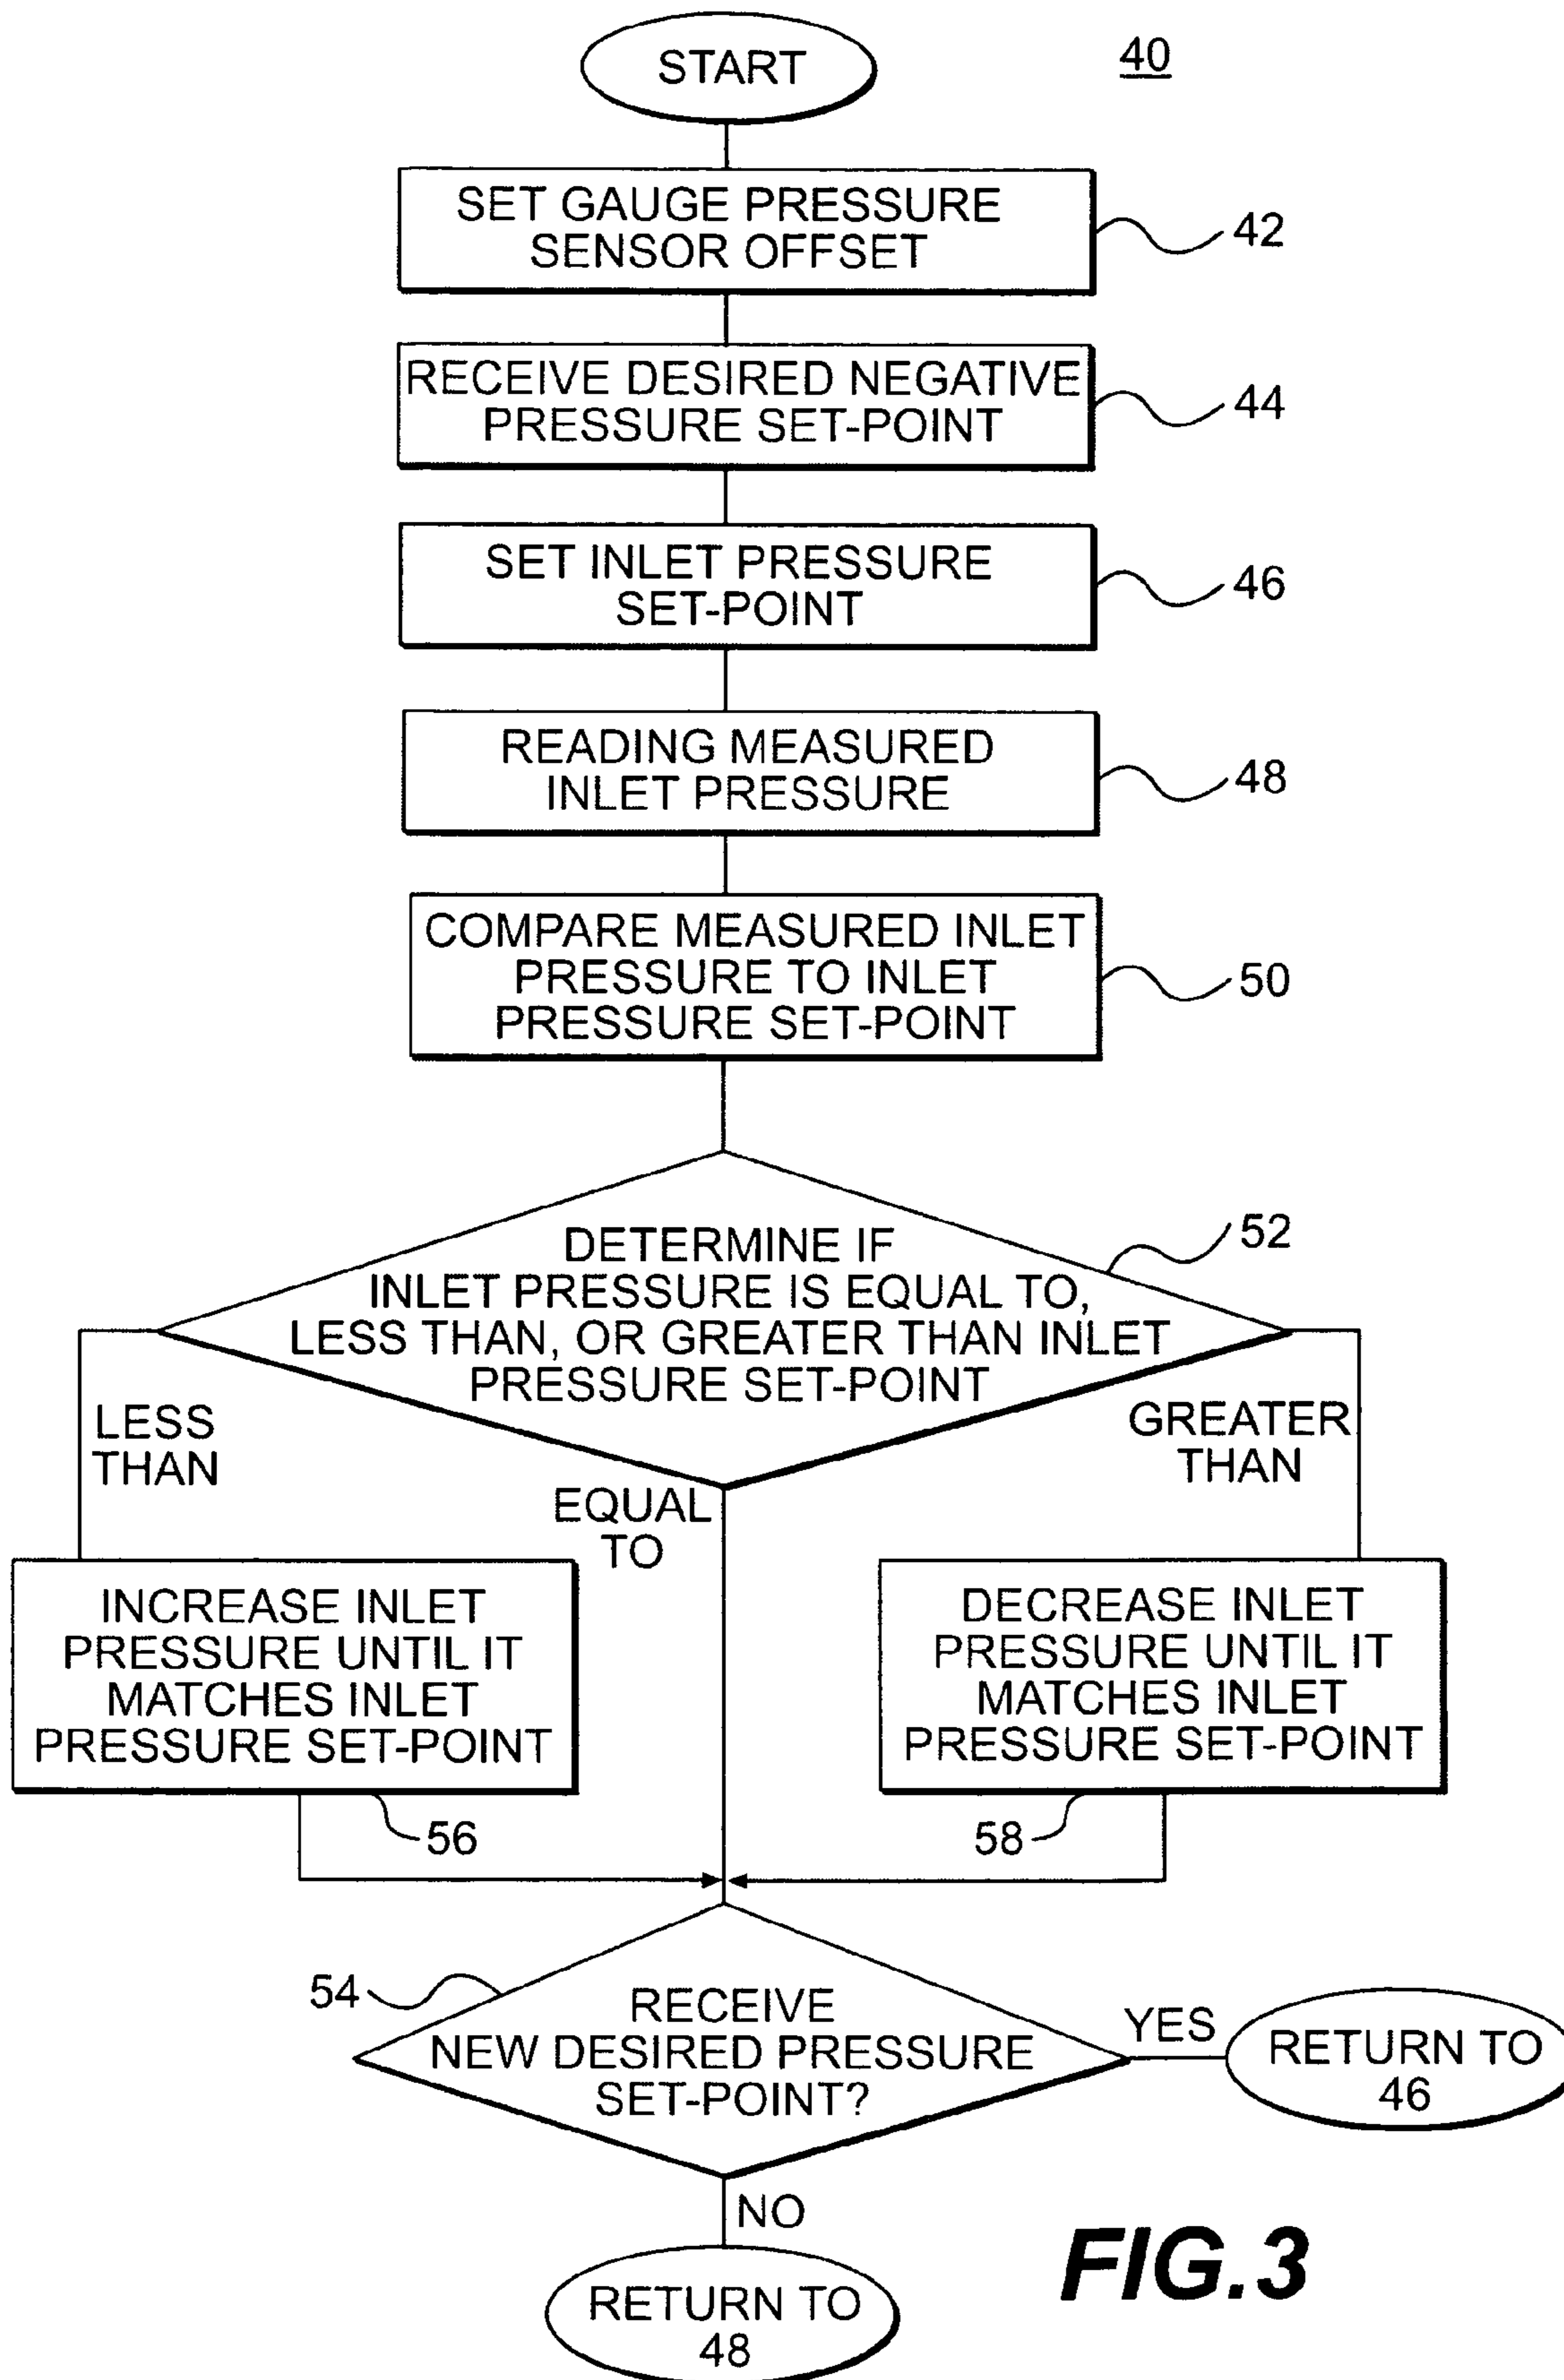 START
40
SET GAUGE PRESSURE
SENSOR OFFSET
42
RECEIVE DESIRED NEGATIVE
PRESSURE SET-POINT
44
SET INLET PRESSURE
SET-POINT
46
READING MEASURED
INLET PRESSURE
48
COMPARE MEASURED INLET
PRESSURE TO INLET
PRESSURE SET-POINT
50
DETERMINE IF
INLET PRESSURE IS EQUAL TO,
LESS THAN, OR GREATER THAN INLET
PRESSURE SET-POINT
52
LESS
THAN
EQUAL
TO
GREATER
THAN
INCREASE INLET
PRESSURE UNTIL IT
MATCHES INLET
PRESSURE SET-POINT
56
DECREASE INLET
PRESSURE UNTIL IT
MATCHES INLET
PRESSURE SET-POINT
58
54
RECEIVE
NEW DESIRED PRESSURE
SET-POINT?
YES
RETURN TO
46
NO
RETURN TO
48
FIG.3